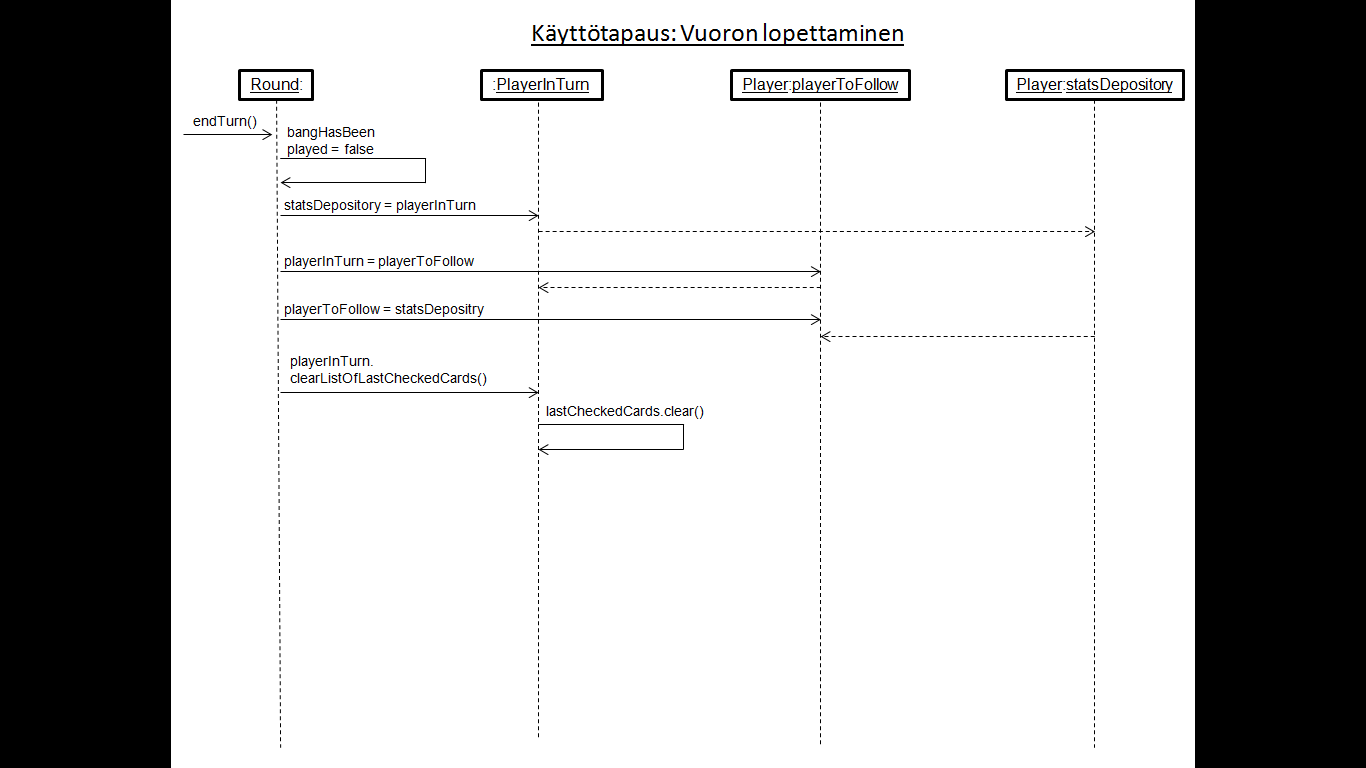 Käyttötapaus: Vuoron lopettaminen
Round:
:PlayerInTurn
Player:playerToFollow
Player:statsDepository
endTurn()
bangHasBeen
played = false
statsDepository = playerInTurn
playerInTurn = playerToFollow
playerToFollow = statsDepositry
playerInTurn.
clearListOfLastCheckedCards()
lastCheckedCards.clear()